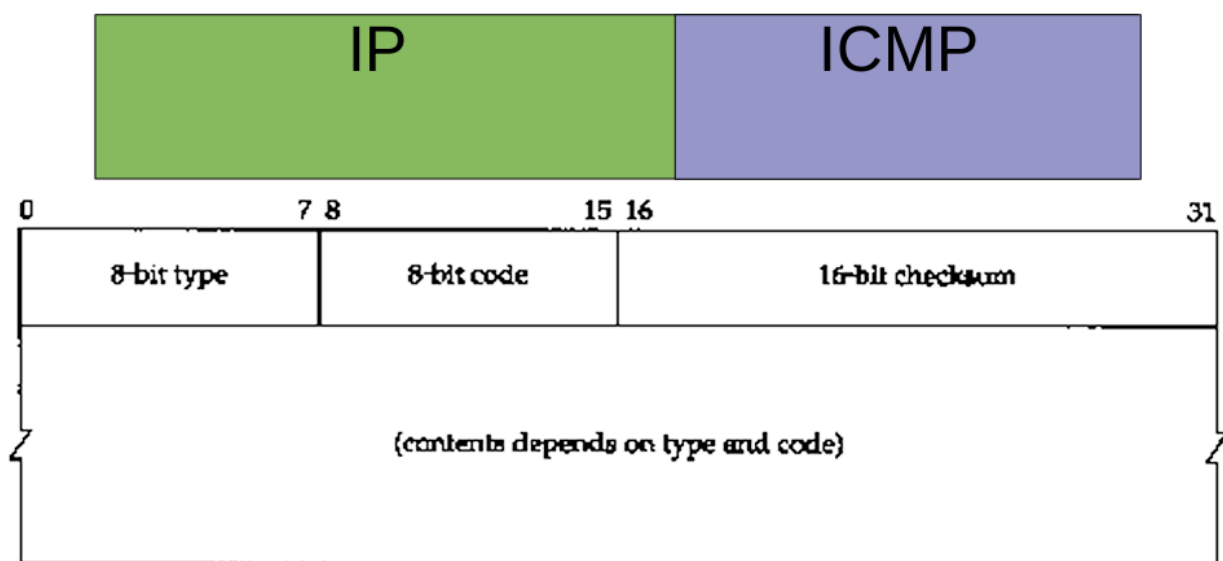 IP ICMP
0 7 8 15 16 31
8-bit type 8-bit code 16-bit checksum
(contents depends on type and code)